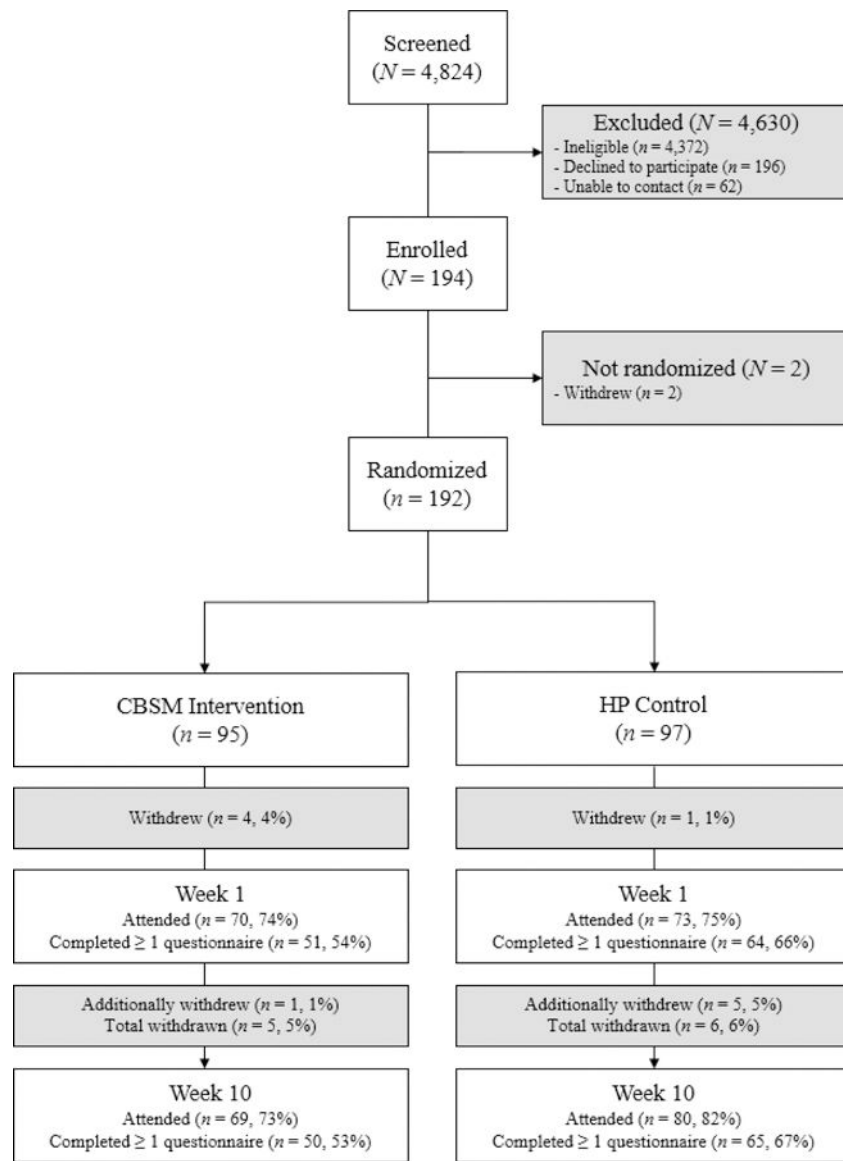 Screened
(N = 4,824)
Excluded (N = 4,630)
- Ineligible (n = 4,372)
- Declined to participate (n = 196)
- Unable to contact (n = 62)
Enrolled
(N = 194)
Not randomized (N = 2)
- Withdrew (n = 2)
Randomized
(n = 192)
CBSM Intervention
(n = 95)
Withdrew (n = 4, 4%)
Week 1
Attended (n = 70, 74%)
Completed ≥ 1 questionnaire (n = 51, 54%)
Additionally withdrew (n = 1, 1%)
Total withdrawn (n = 5, 5%)
Week 10
Attended (n = 69, 73%)
Completed ≥ 1 questionnaire (n = 50, 53%)
HP Control
(n = 97)
Withdrew (n = 1, 1%)
Week 1
Attended (n = 73, 75%)
Completed ≥ 1 questionnaire (n = 64, 66%)
Additionally withdrew (n = 5, 5%)
Total withdrawn (n = 6, 6%)
Week 10
Attended (n = 80, 82%)
Completed ≥ 1 questionnaire (n = 65, 67%)